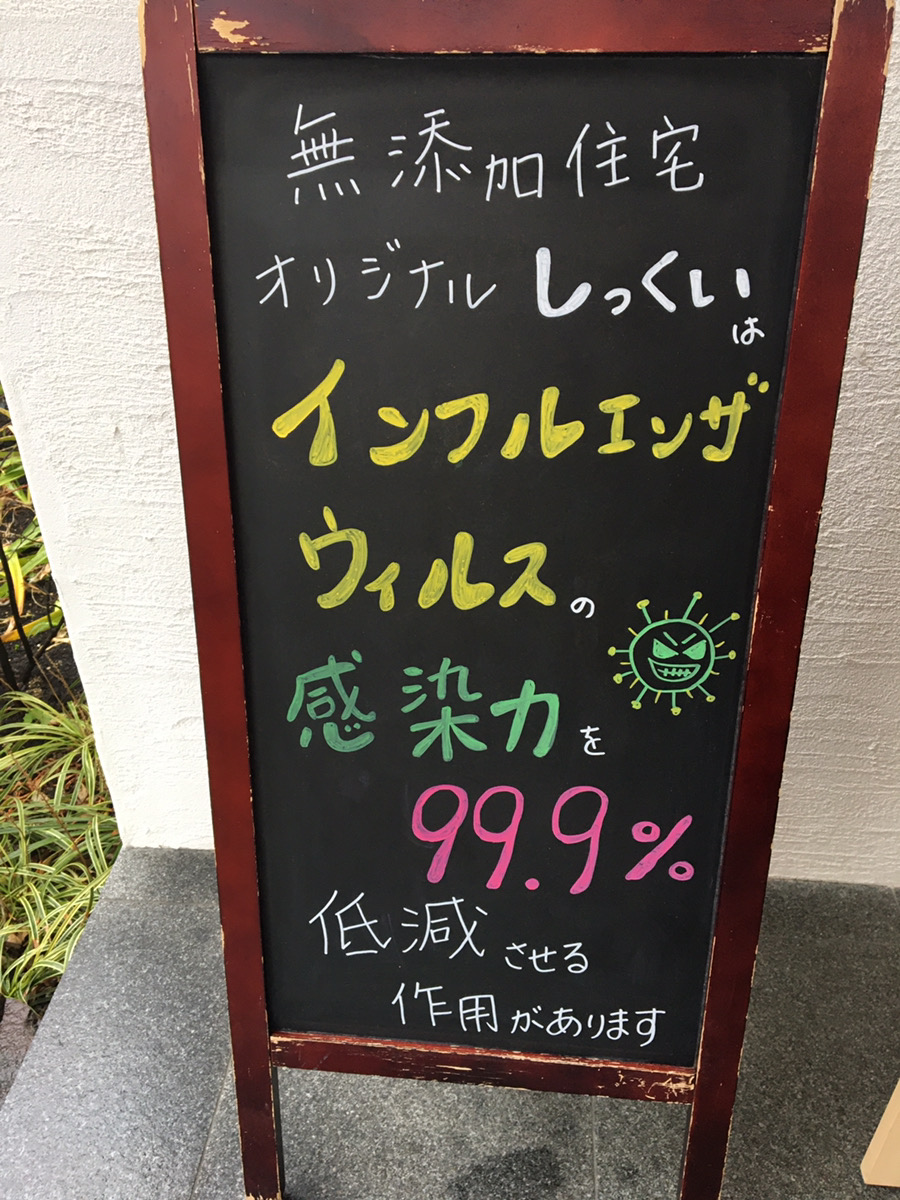 無添加住宅
オリジナルしっくい
は
インフルエンザ
ウィルスの
感染力を
99.9%
低減させる
作用があります